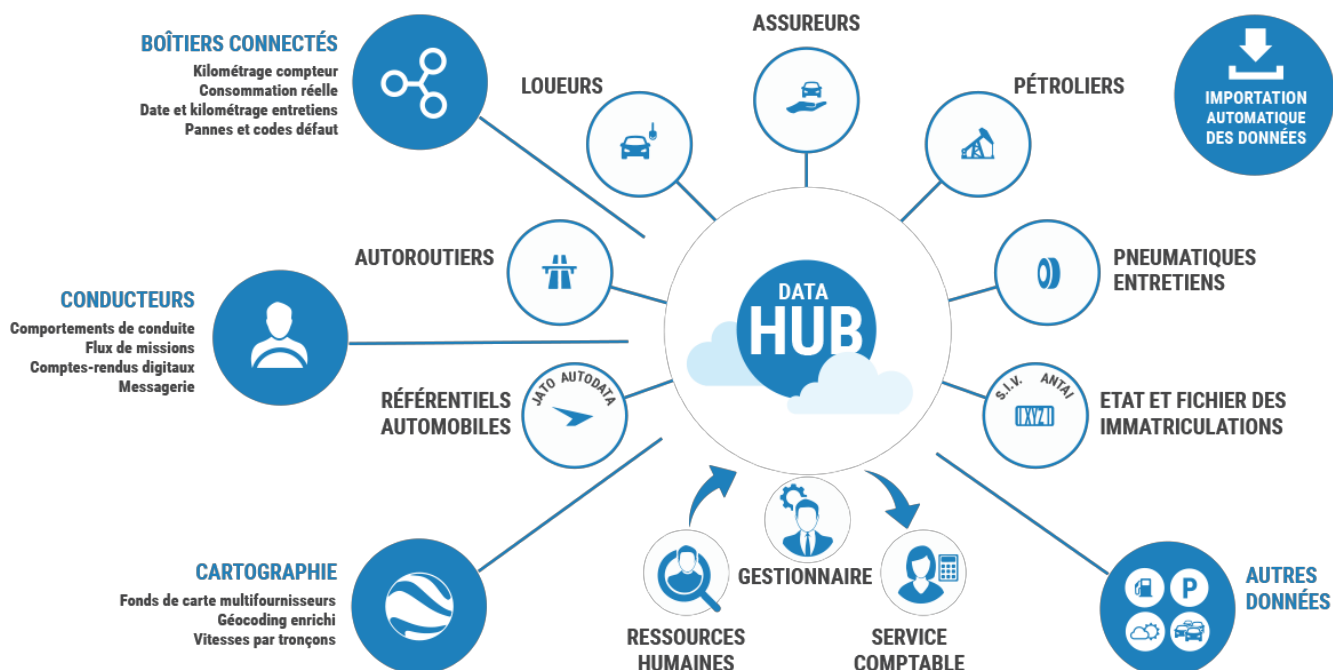 BOÎTIERS CONNECTÉS
Kilométrage compteur
Consommation réelle
Date et kilométrage entretiens
Pannes et codes défaut
LOUEURS
ASSUREURS
PÉTROLIERS
IMPORTATION
AUTOMATIQUE
DES DONNÉES
AUTOROUTIERS
PNEUMATIQUES
ENTRETIENS
CONDUCTEURS
Comportements de conduite
Flux de missions
Comptes-rendus digitaux
Messagerie
DATA
HUB
RÉFÉRENTIELS
AUTOMOBILES
JATO AUTODATA
S.I.V. ANTAI
XYZ
ETAT ET FICHIER DES
IMMATRICULATIONS
CARTOGRAPHIE
Fonds de carte multifournisseurs
Géocoding enrichi
Vitesses par tronçons
GESTIONNAIRE
RESSOURCES
HUMAINES
SERVICE
COMPTABLE
P
AUTRES
DONNÉES